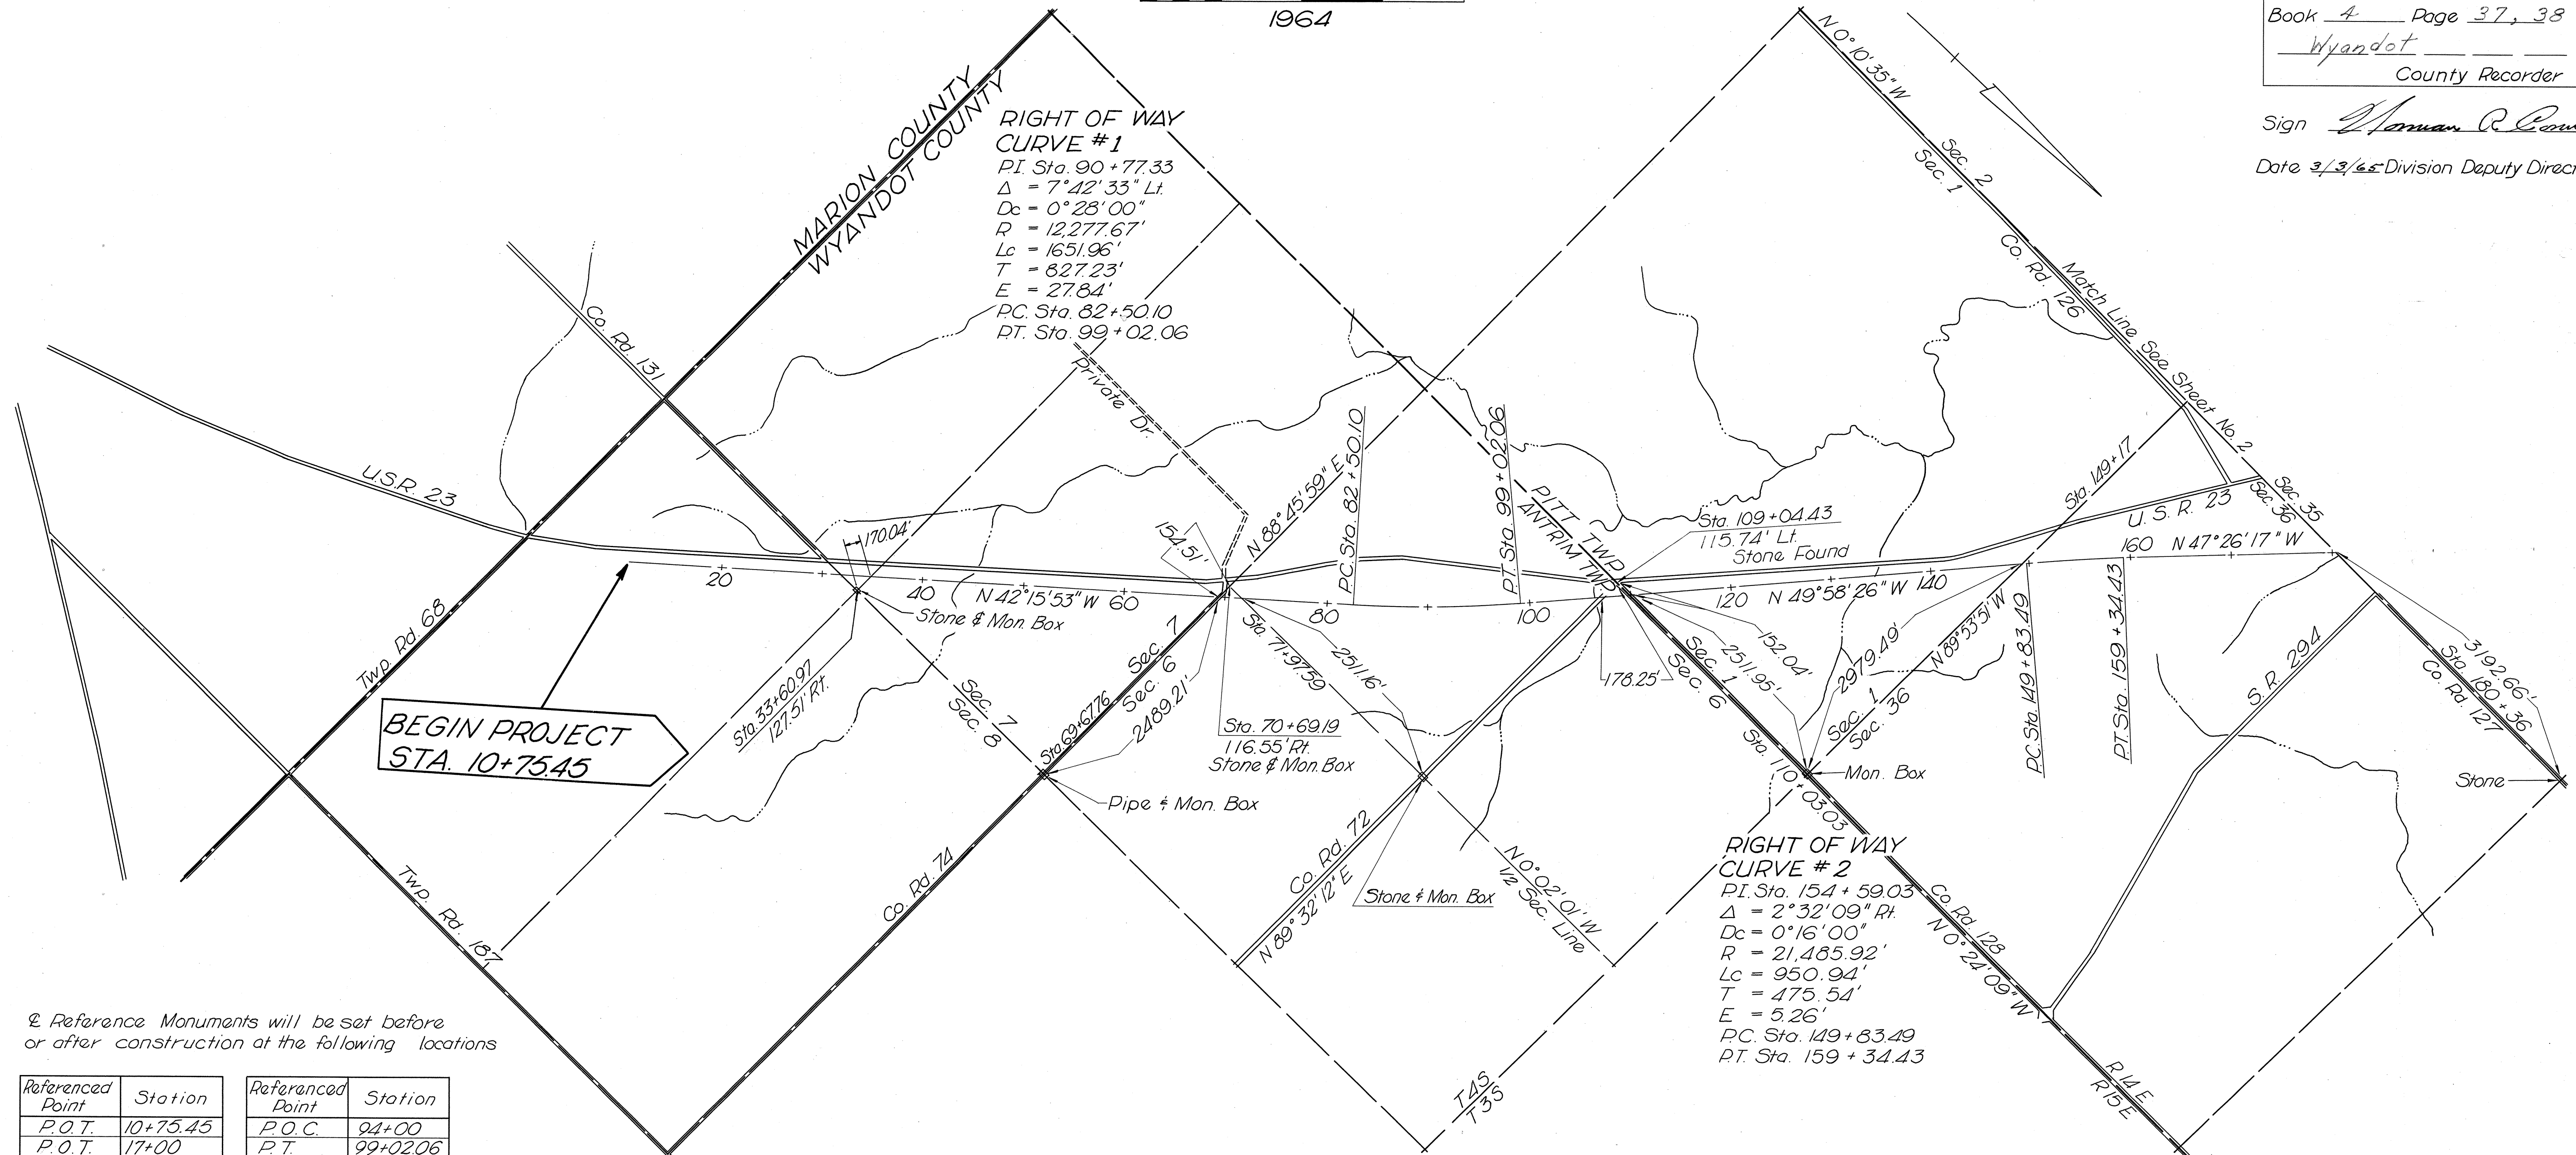 1964
Book 4 Page 37, 38
Wyandot
County Recorder
Sign Norman R.
Date 3/3/65 Division Deputy Direc
MARION COUNTY
WYANDOT COUNTY
RIGHT OF WAY
CURVE #1
P.I. Sta. 90+77.33
Δ = 7°42'33" Lt.
Dc = 0°28'00"
R = 12,277.67'
Lc = 1651.96'
T = 827.23'
E = 27.84'
P.C. Sta. 82+50.10
P.T. Sta. 99+02.06
N 0°10'35" W
Sec. 2
Sec. 1
Co. Rd. 126
Match Line See Sheet No. 2
Co. Rd. 131
Private Dr.
U.S.R. 23
170.04'
154.51'
N 88°45'59" E
P.C. Sta. 82+50.10
P.T. Sta. 99+02.06
PITT TWP.
ANTRIM TWP.
Sta. 109+04.43
115.74' Lt.
Stone Found
Sta. 149+17
U.S.R. 23
Sec. 35
Sec. 36
20
40
N 42°15'53" W
60
80
100
120
N 49°58'26" W
140
160
N 47°26'17" W
Stone & Mon. Box
Twp. Rd. 68
BEGIN PROJECT
STA. 10+75.45
Sta. 33+60.97
127.51' Rt.
Sec. 7
Sec. 8
Sec. 7
Sec. 6
Sta. 69+67.76
2489.21'
Sta. 70+69.19
116.55' Rt.
Stone & Mon. Box
Sta. 71+97.59
2511.16'
178.25'
Sec. 1
Sec. 6
2511.95'
152.04'
2979.49'
N 89°53'51" W
Sec. 1
Sec. 36
P.C. Sta. 149+83.49
P.T. Sta. 159+34.43
S.R. 294
3192.66'
Sta. 180+36
Co. Rd. 127
Stone
Pipe & Mon. Box
Mon. Box
Sta. 110+03.03
Co. Rd. 74
Co. Rd. 72
N 89°32'12" E
Stone & Mon. Box
N 0°02'01" W
1/2 Sec. Line
Twp. Rd. 187
RIGHT OF WAY
CURVE #2
P.I. Sta. 154+59.03
Δ = 2°32'09" Rt.
Dc = 0°16'00"
R = 21,485.92'
Lc = 950.94'
T = 475.54'
E = 5.26'
P.C. Sta. 149+83.49
P.T. Sta. 159+34.43
Co. Rd. 128
N 0°24'09" W
R 14 E
R 15 E
T 4 S
T 3 S
℄ Reference Monuments will be set before
or after construction at the following locations
Referenced Point Station
P.O.T. 10+75.45
P.O.T. 17+00
Referenced Point Station
P.O.C. 94+00
P.T. 99+02.06